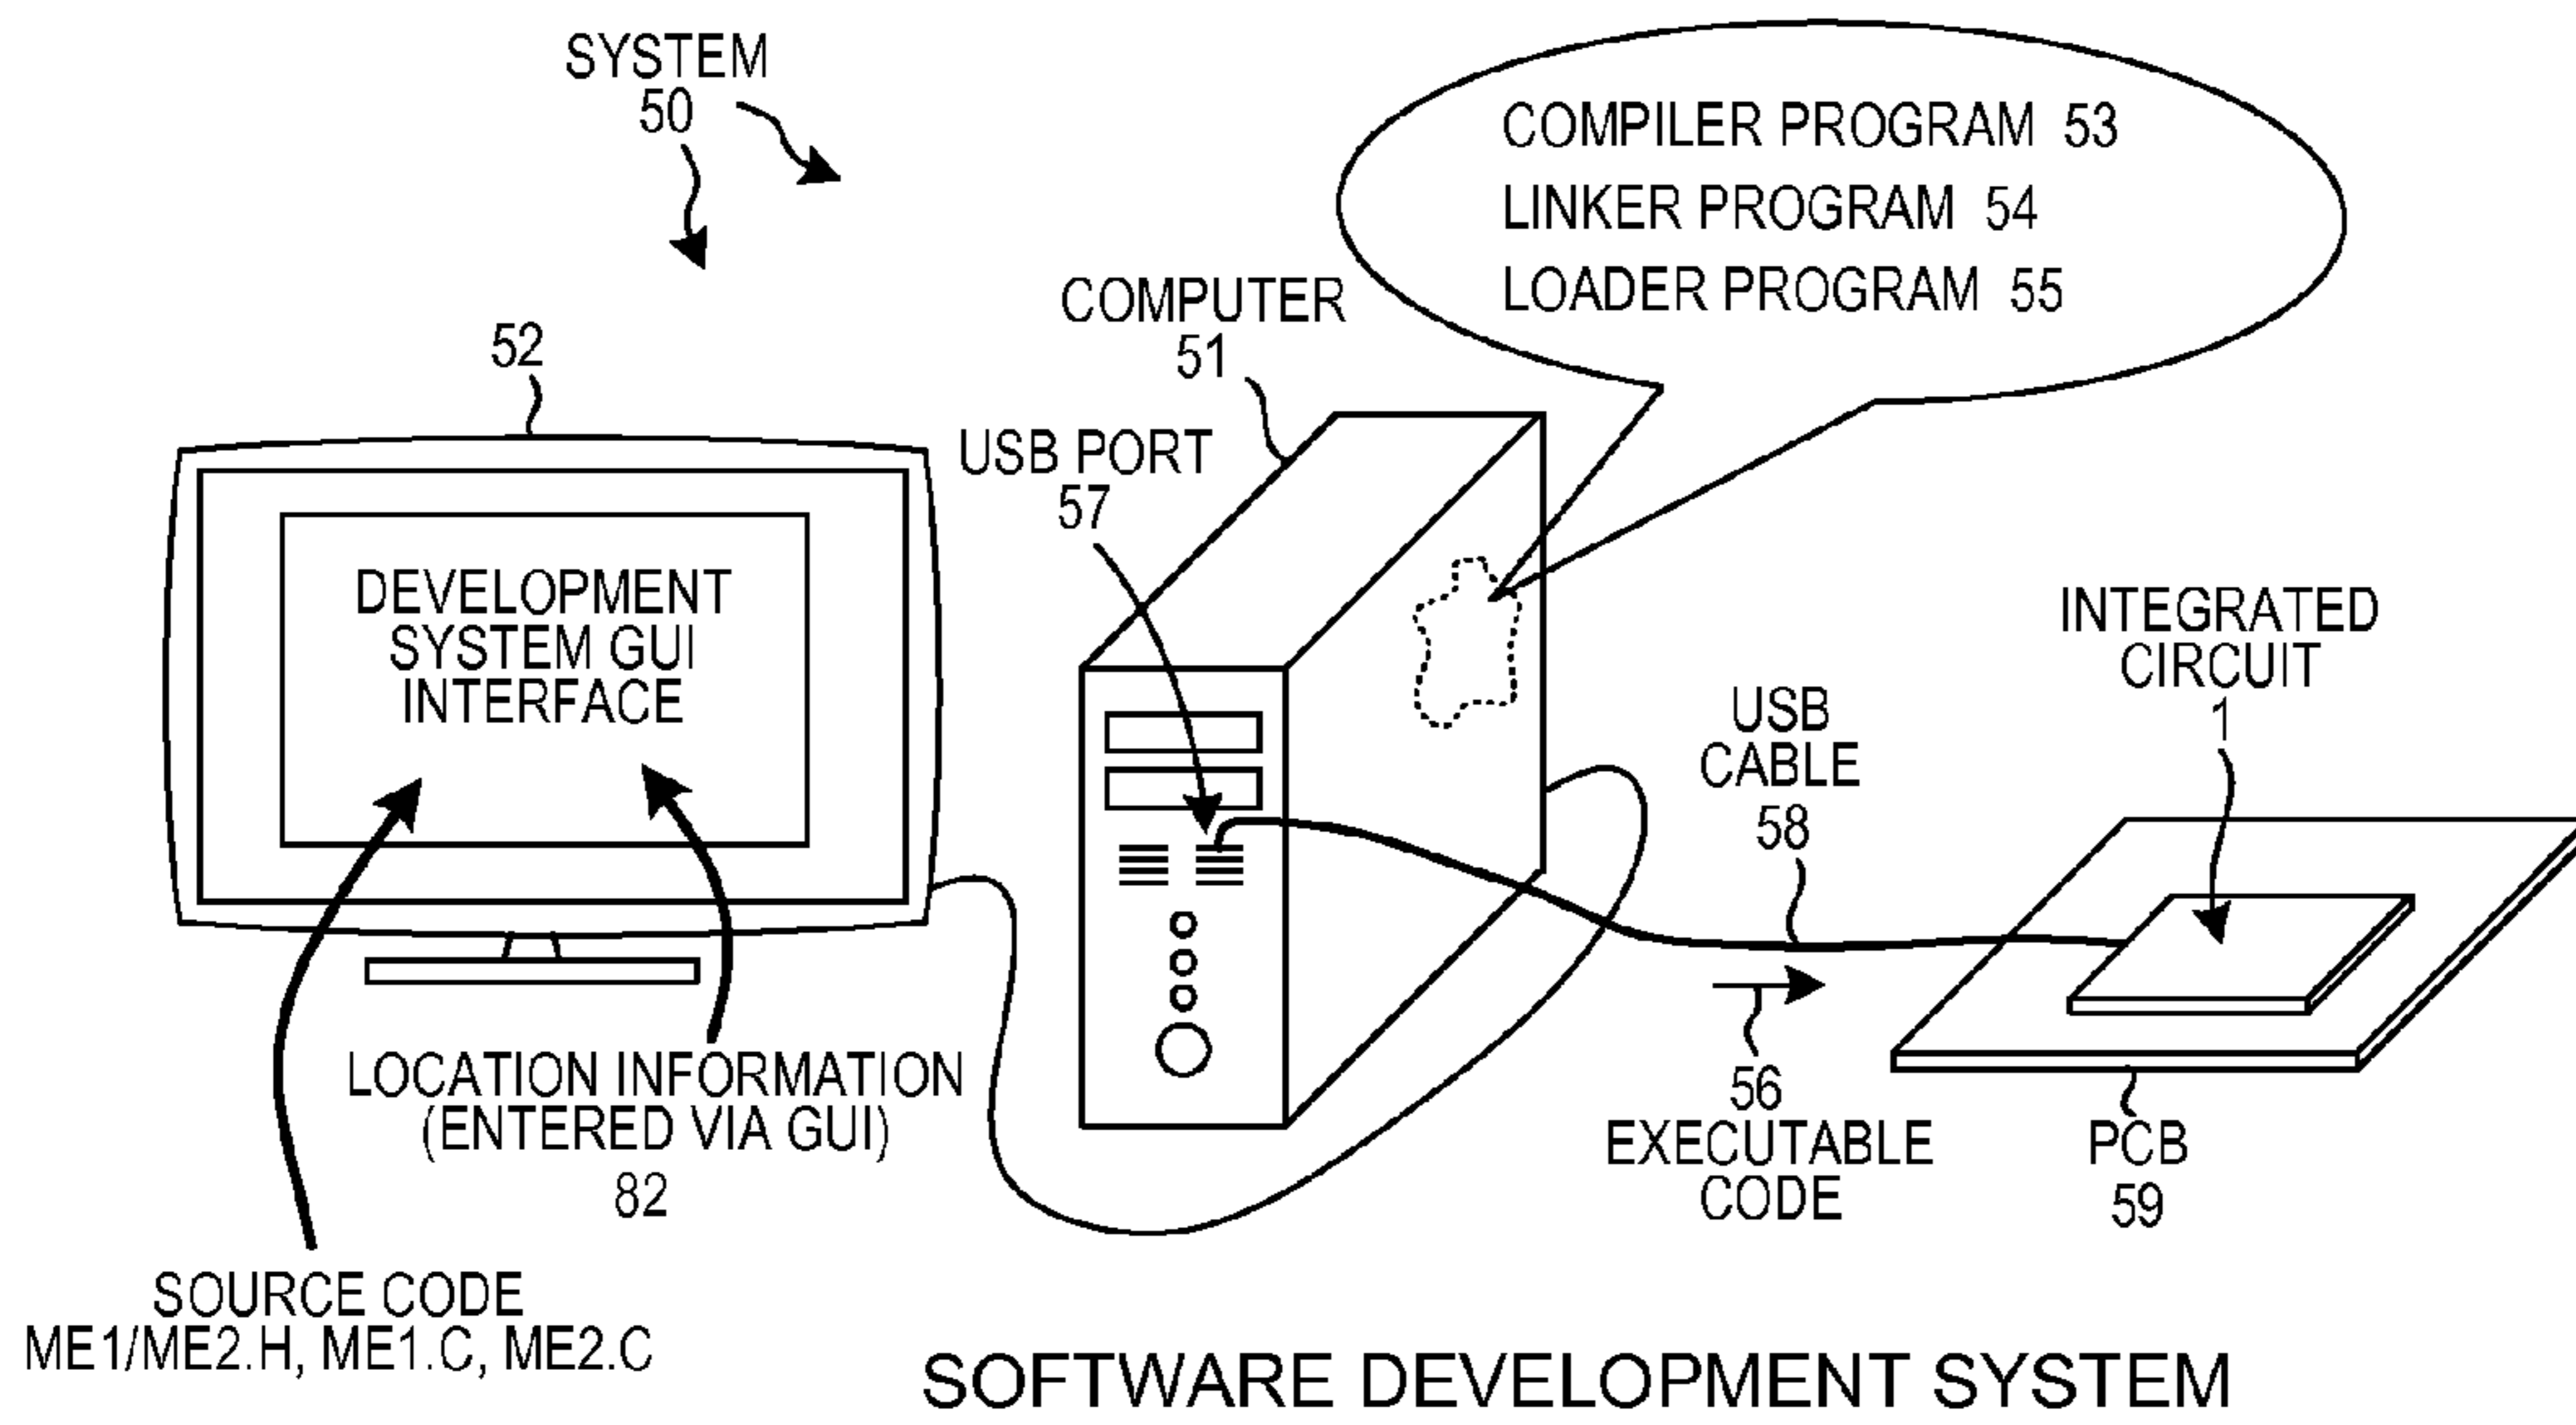 SYSTEM
50
COMPILER PROGRAM 53
LINKER PROGRAM 54
LOADER PROGRAM 55
COMPUTER
51
52
USB PORT
57
DEVELOPMENT
SYSTEM GUI
INTERFACE
INTEGRATED
CIRCUIT
1
USB
CABLE
58
LOCATION INFORMATION
(ENTERED VIA GUI)
82
56
EXECUTABLE
CODE
PCB
59
SOURCE CODE
ME1/ME2.H, ME1.C, ME2.C
SOFTWARE DEVELOPMENT SYSTEM